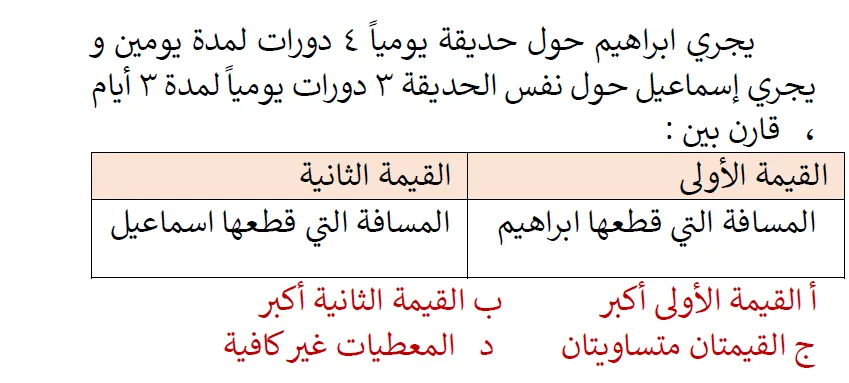 يجري ابراهيم حول حديقة يومياً ٤ دورات لمدة يومين و
يجري إسماعيل حول نفس الحديقة ٣ دورات يومياً لمدة ٣ أيام
، قارن بين :
القيمة الأولى القيمة الثانية
المسافة التي قطعها ابراهيم المسافة التي قطعها اسماعيل
أ القيمة الأولى أكبر ب القيمة الثانية أكبر
ج القيمتان متساويتان د المعطيات غير كافية